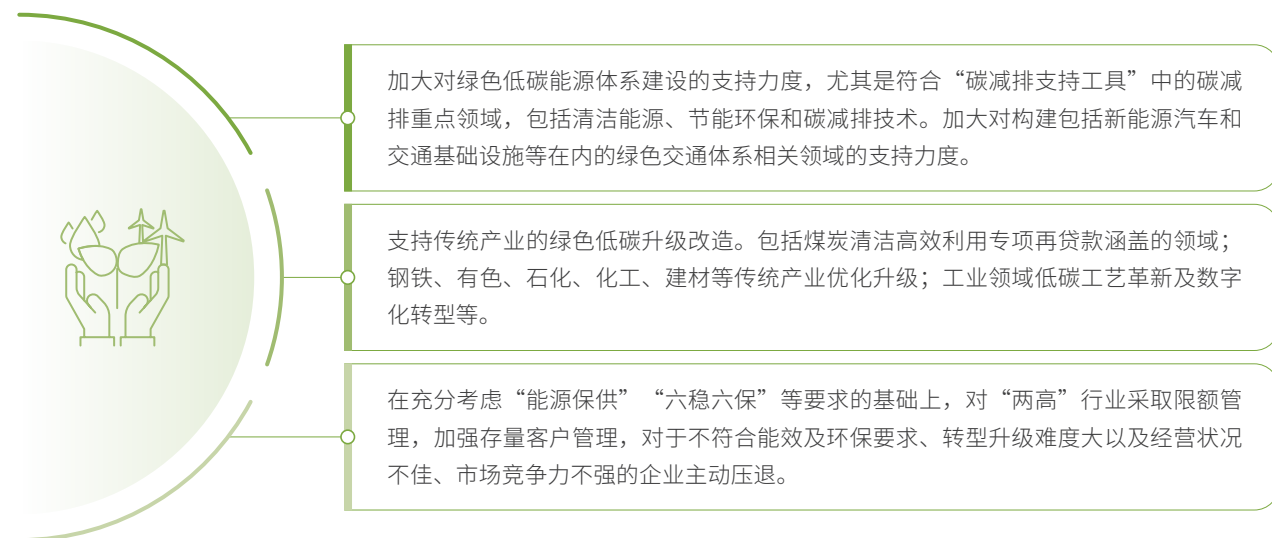 加大对绿色低碳能源体系建设的支持力度，尤其是符合“碳减排支持工具”中的碳减
排重点领域，包括清洁能源、节能环保和碳减排技术。加大对构建包括新能源汽车和
交通基础设施等在内的绿色交通体系相关领域的支持力度。
支持传统产业的绿色低碳升级改造。包括煤炭清洁高效利用专项再贷款涵盖的领域；
钢铁、有色、石化、化工、建材等传统产业优化升级；工业领域低碳工艺革新及数字
化转型等。
在充分考虑“能源保供”“六稳六保”等要求的基础上，对“两高”行业采取限额管
理，加强存量客户管理，对于不符合能效及环保要求、转型升级难度大以及经营状况
不佳、市场竞争力不强的企业主动压退。